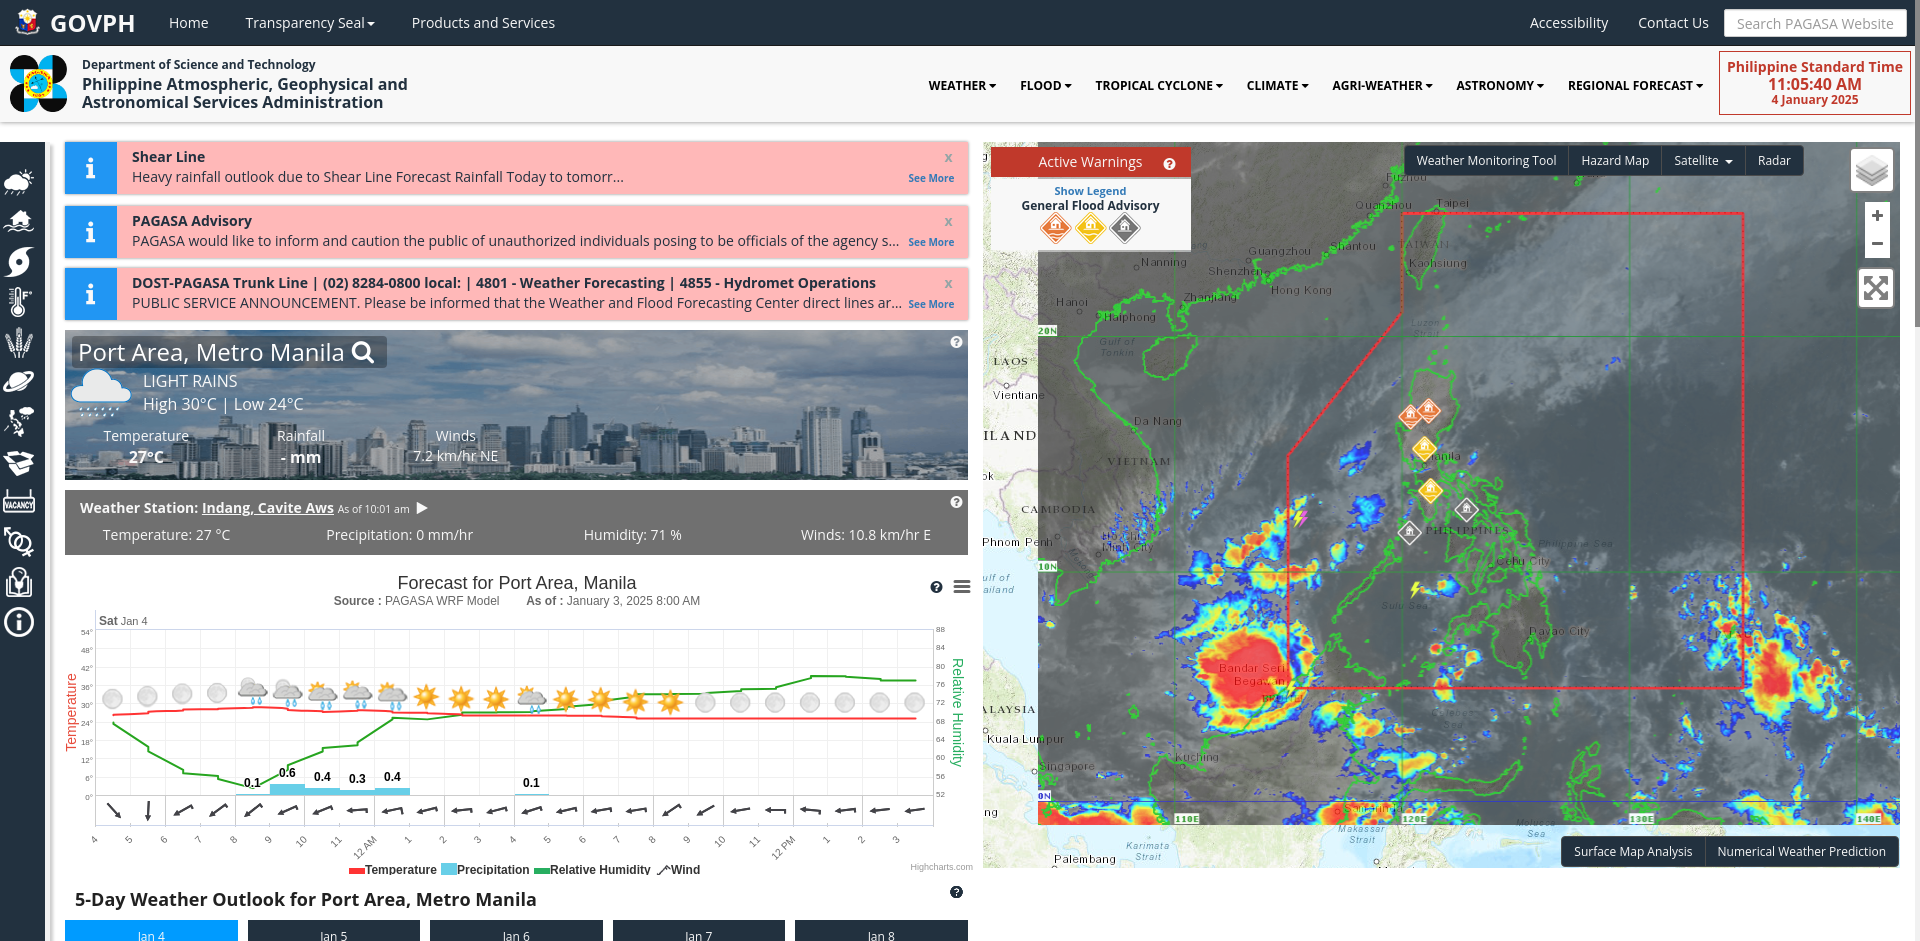 GOVPH
Home
Transparency Seal
Products and Services
Accessibility
Contact Us
Search PAGASA Website
Department of Science and Technology
Philippine Atmospheric, Geophysical and
Astronomical Services Administration
WEATHER
FLOOD
TROPICAL CYCLONE
CLIMATE
AGRI-WEATHER
ASTRONOMY
REGIONAL FORECAST
Philippine Standard Time
11:05:40 AM
4 January 2025
VACANCY
Shear Line
x
Heavy rainfall outlook due to Shear Line Forecast Rainfall Today to tomorr...
See More
PAGASA Advisory
x
PAGASA would like to inform and caution the public of unauthorized individuals posing to be officials of the agency s...
See More
DOST-PAGASA Trunk Line | (02) 8284-0800 local: | 4801 - Weather Forecasting | 4855 - Hydromet Operations
x
PUBLIC SERVICE ANNOUNCEMENT. Please be informed that the Weather and Flood Forecasting Center direct lines ar...
See More
Port Area, Metro Manila
LIGHT RAINS
High 30°C | Low 24°C
Temperature
27°C
Rainfall
- mm
Winds
7.2 km/hr NE
Weather Station: Indang, Cavite Aws As of 10:01 am
Temperature: 27 °C
Precipitation: 0 mm/hr
Humidity: 71 %
Winds: 10.8 km/hr E
Forecast for Port Area, Manila
Source : PAGASA WRF Model As of : January 3, 2025 8:00 AM
Sat Jan 4
Temperature
54°
48°
42°
36°
30°
24°
18°
12°
6°
0°
88
84
80
76
72
68
64
60
56
52
Relative Humidity
0.1
0.6
0.4
0.3
0.4
0.1
4
5
6
7
8
9
10
11
12 AM
1
2
3
4
5
6
7
8
9
10
11
12 PM
1
2
3
Temperature
Precipitation
Relative Humidity
Wind
Highcharts.com
5-Day Weather Outlook for Port Area, Metro Manila
Jan 4
Jan 5
Jan 6
Jan 7
Jan 8
Active Warnings
Show Legend
General Flood Advisory
Weather Monitoring Tool
Hazard Map
Satellite
Radar
+
−
Fuzhou
Quanzhou
Taipei
TAIWAN
Kaohsiung
Guangzhou
Shantou
Nanning
Shenzhen
Hong Kong
Zhanjiang
Hanoi
Haiphong
Gulf of
Tonkin
Luzon
Strait
20N
LAOS
Vientiane
Da Nang
ILAND
VIETNAM
CAMBODIA
Phnom Penh
Ho Chi
Minh City
PHILIPPINES
Philippine Sea
Cebu City
10N
Sulu Sea
Davao City
Bandar Seri
Begawan
ALAYSIA
Kuala Lumpur
Kuching
Singapore
0N
110E
120E
130E
140E
Makassar
Strait
Molucca
Sea
Karimata
Strait
Palembang
Surface Map Analysis
Numerical Weather Prediction